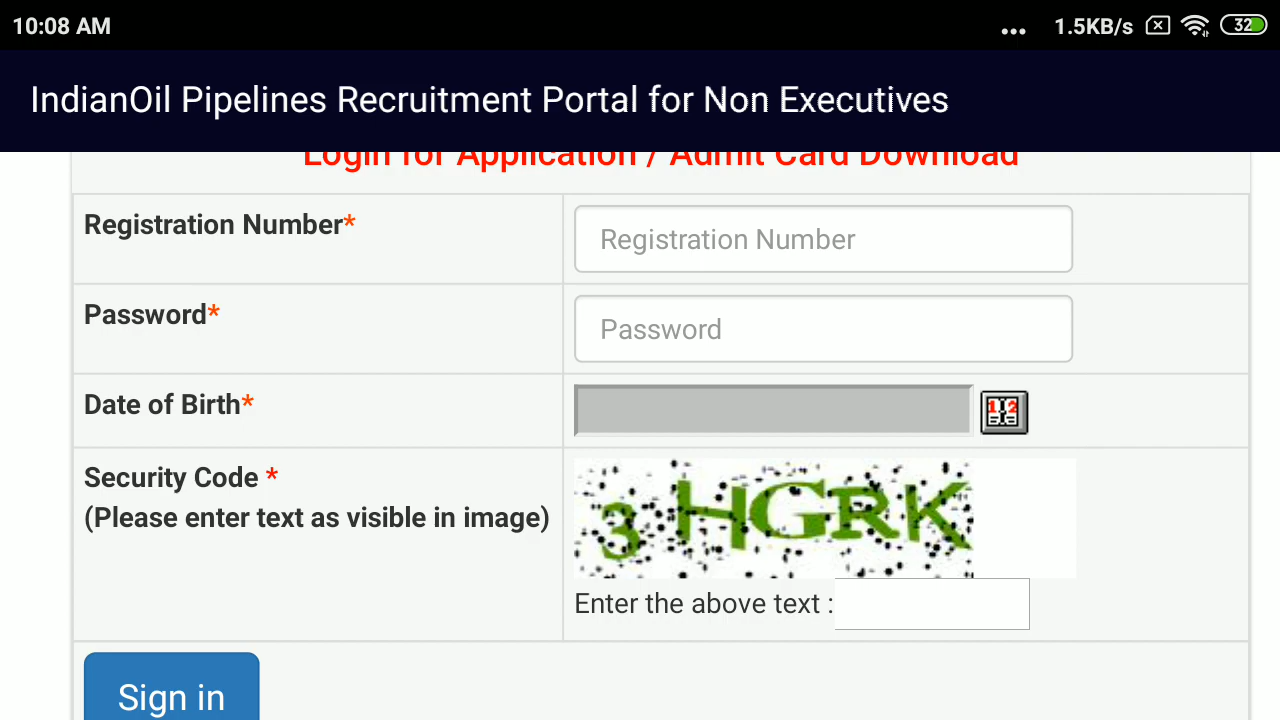 10:08 AM
... 1.5KB/s 32
IndianOil Pipelines Recruitment Portal for Non Executives
Login for Application / Admit Card Download
Registration Number*
Registration Number
Password*
Password
Date of Birth*
12
Security Code *
(Please enter text as visible in image)
3HGRK
Enter the above text :
Sign in